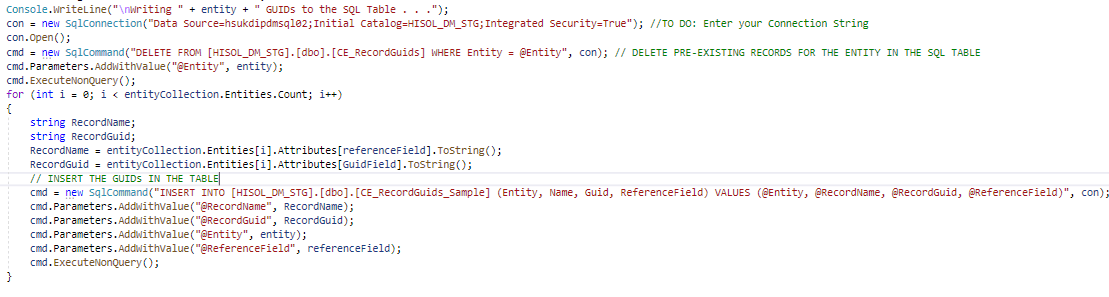 Console.WriteLine("\nWriting " + entity + " GUIDs to the SQL Table . . .");
con = new SqlConnection("Data Source=hsukdipdmsql02;Initial Catalog=HISOL_DM_STG;Integrated Security=True"); //TO DO: Enter your Connection String
con.Open();
cmd = new SqlCommand("DELETE FROM [HISOL_DM_STG].[dbo].[CE_RecordGuids] WHERE Entity = @Entity", con); // DELETE PRE-EXISTING RECORDS FOR THE ENTITY IN THE SQL TABLE
cmd.Parameters.AddWithValue("@Entity", entity);
cmd.ExecuteNonQuery();
for (int i = 0; i < entityCollection.Entities.Count; i++)
{
string RecordName;
string RecordGuid;
RecordName = entityCollection.Entities[i].Attributes[referenceField].ToString();
RecordGuid = entityCollection.Entities[i].Attributes[GuidField].ToString();
// INSERT THE GUIDS IN THE TABLE
cmd = new SqlCommand("INSERT INTO [HISOL_DM_STG].[dbo].[CE_RecordGuids_Sample] (Entity, Name, Guid, ReferenceField) VALUES (@Entity, @RecordName, @RecordGuid, @ReferenceField)", con);
cmd.Parameters.AddWithValue("@RecordName", RecordName);
cmd.Parameters.AddWithValue("@RecordGuid", RecordGuid);
cmd.Parameters.AddWithValue("@Entity", entity);
cmd.Parameters.AddWithValue("@ReferenceField", referenceField);
cmd.ExecuteNonQuery();
}